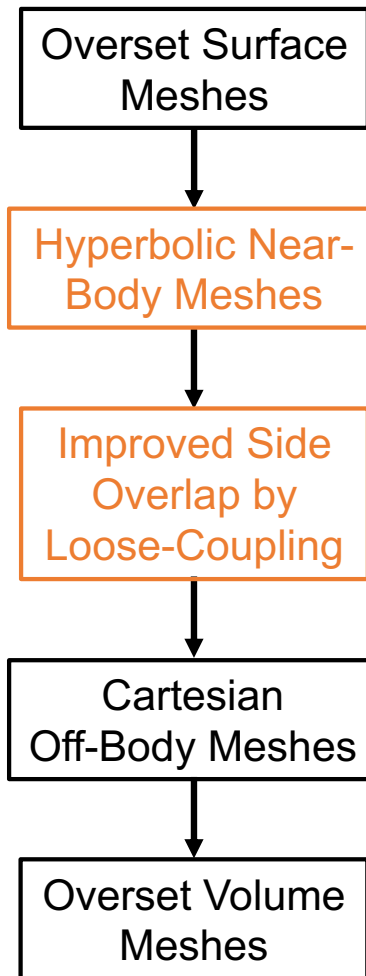 Overset Surface
Meshes
Hyperbolic Near-
Body Meshes
Improved Side
Overlap by
Loose-Coupling
Cartesian
Off-Body Meshes
Overset Volume
Meshes